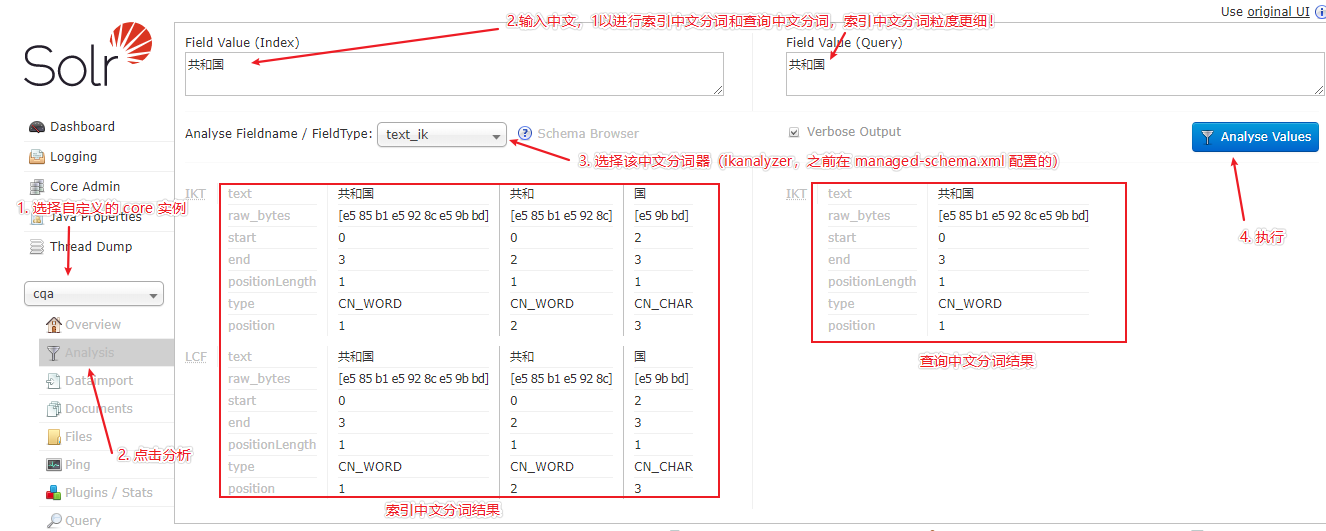 Use original UI
2.输入中文，1以进行索引中文分词和查询中文分词，索引中文分词粒度更细！
Solr
Field Value (Index)
共和国
Field Value (Query)
共和国
Analyse Fieldname / FieldType: text_ik ? Schema Browser
Verbose Output
Analyse Values
3. 选择该中文分词器（ikanalyzer，之前在 managed-schema.xml 配置的）
4. 执行
Dashboard
Logging
Core Admin
1. 选择自定义的 core 实例
Java Properties
Thread Dump
cqa
Overview
Analysis
Dataimport
Documents
Files
2. 点击分析
Ping
Plugins / Stats
Query
IKT
text 共和国 共和 国
raw_bytes [e5 85 b1 e5 92 8c e5 9b bd] [e5 85 b1 e5 92 8c] [e5 9b bd]
start 0 0 2
end 3 2 3
positionLength 1 1 1
type CN_WORD CN_WORD CN_CHAR
position 1 2 3
LCF
text 共和国 共和 国
raw_bytes [e5 85 b1 e5 92 8c e5 9b bd] [e5 85 b1 e5 92 8c] [e5 9b bd]
start 0 0 2
end 3 2 3
positionLength 1 1 1
type CN_WORD CN_WORD CN_CHAR
position 1 2 3
索引中文分词结果
IKT
text 共和国
raw_bytes [e5 85 b1 e5 92 8c e5 9b bd]
start 0
end 3
positionLength 1
type CN_WORD
position 1
查询中文分词结果